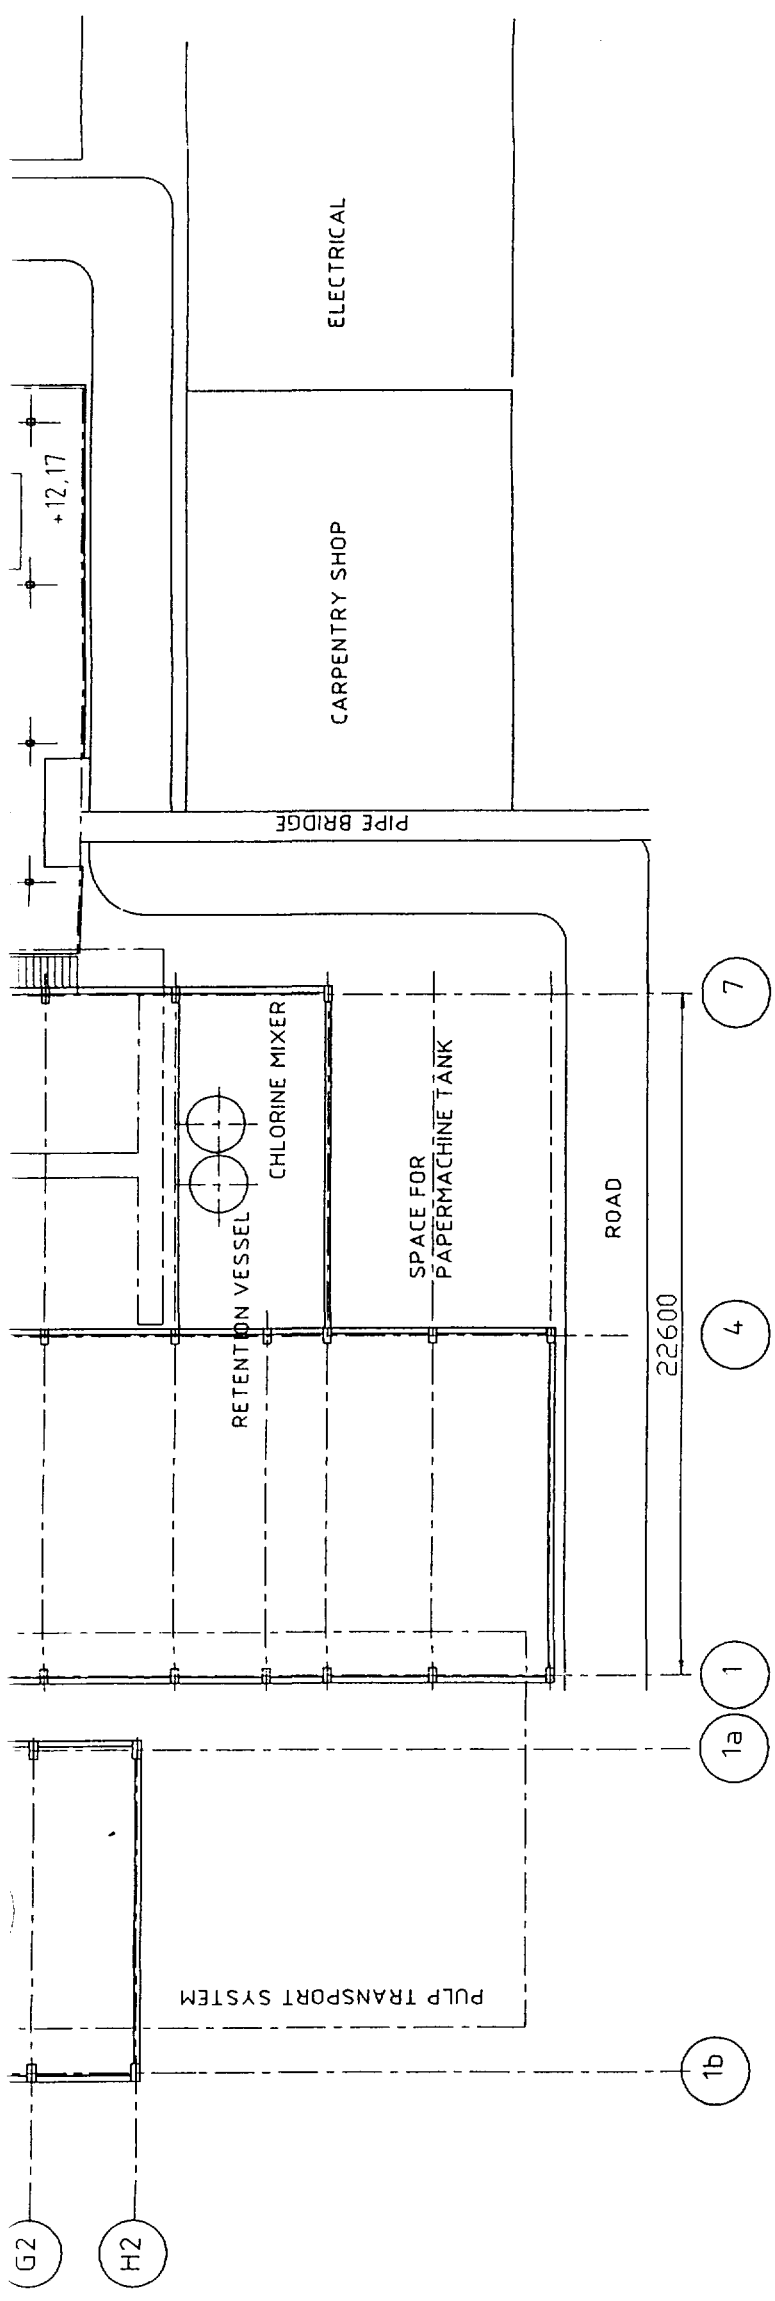 ELECTRICAL
+12,17
CARPENTRY SHOP
PIPE BRIDGE
7
CHLORINE MIXER
SPACE FOR
PAPERMACHINE TANK
ROAD
RETENTION VESSEL
22600
4
1
1a
PULP TRANSPORT SYSTEM
1b
G2
H2